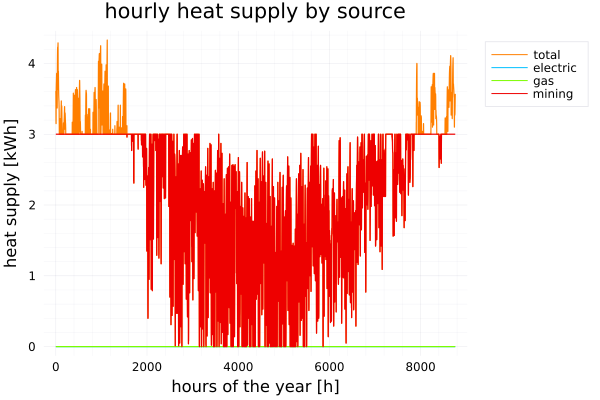 hourly heat supply by source
total
electric
gas
mining
heat supply [kWh]
4
3
2
1
0
0 2000 4000 6000 8000
hours of the year [h]